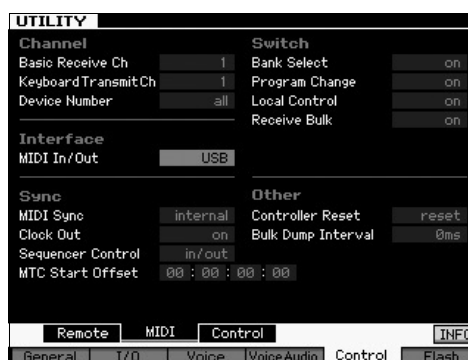 UTILITY
Channel
Basic Receive Ch 1
KeyboardTransmitCh 1
Device Number all
Switch
Bank Select on
Program Change on
Local Control on
Receive Bulk on
Interface
MIDI In/Out USB
Sync
MIDI Sync internal
Clock Out on
Sequencer Control in/out
MTC Start Offset 00 : 00 : 00 : 00
Other
Controller Reset reset
Bulk Dump Interval 0ms
Remote MIDI Control INFO
General I/O Voice Voice Audio Control Flash